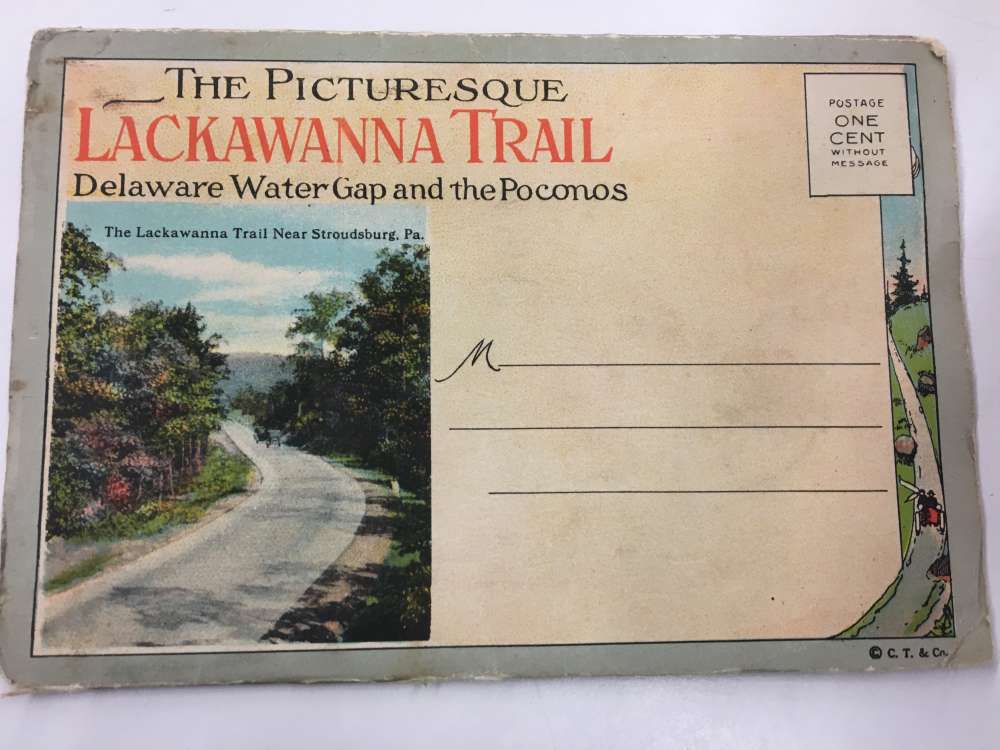 THE PICTURESQUE
LACKAWANNA TRAIL
Delaware Water Gap and the Poconos
POSTAGE
ONE
CENT
WITHOUT
MESSAGE
The Lackawanna Trail Near Stroudsburg, Pa.
M
© C. T. & Co.